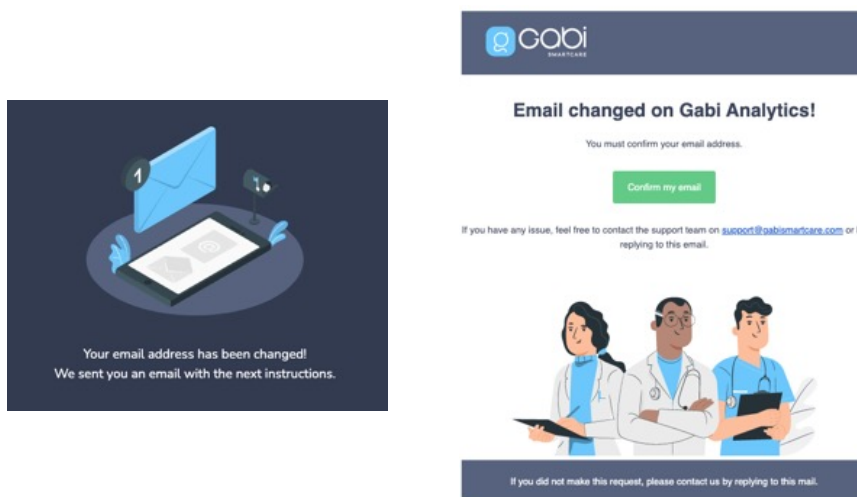 1
Your email address has been changed!
We sent you an email with the next instructions.
Gabi
SMARTCARE
Email changed on Gabi Analytics!
You must confirm your email address.
Confirm my email
If you have any issue, feel free to contact the support team on support@gabismartcare.com or
replying to this email.
If you did not make this request, please contact us by replying to this mail.